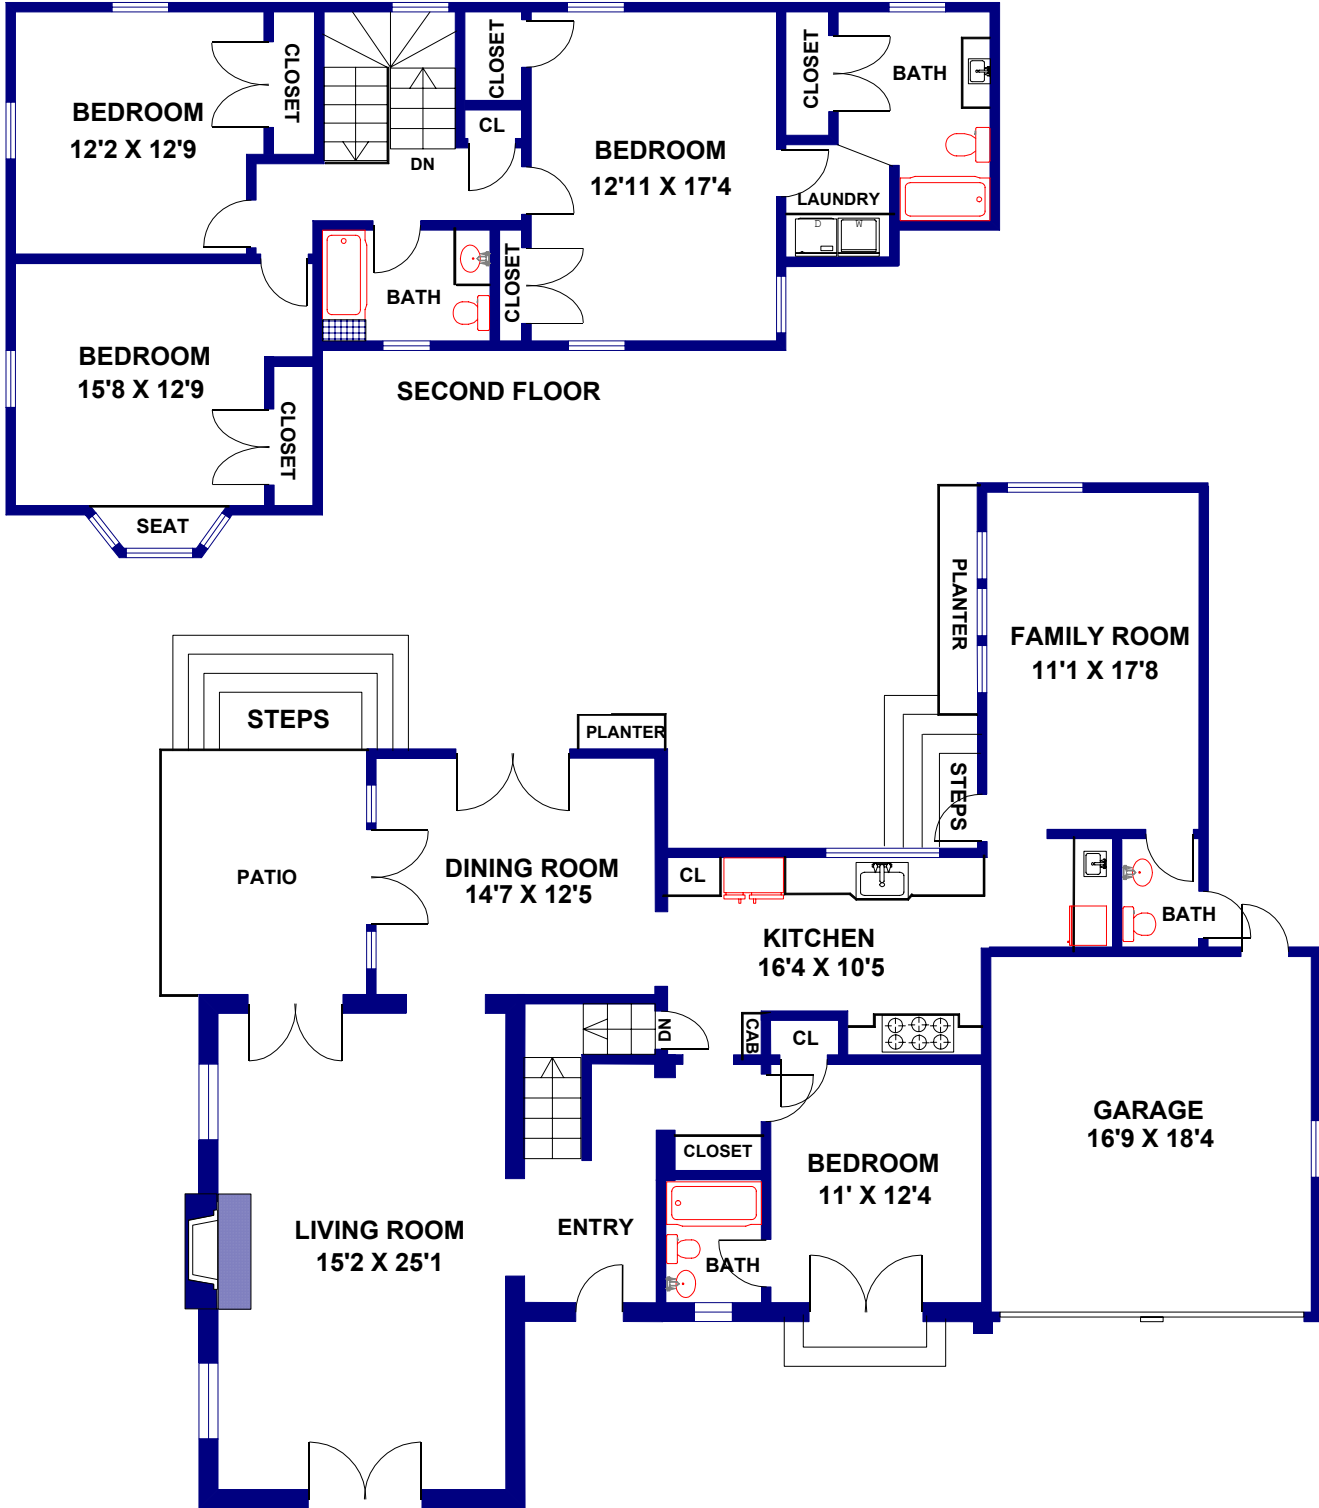 BEDROOM
12'2 X 12'9
CLOSET
CLOSET
CL
DN
BEDROOM
12'11 X 17'4
CLOSET
BATH
LAUNDRY
D
W
BEDROOM
15'8 X 12'9
CLOSET
BATH
CLOSET
SEAT
SECOND FLOOR
PLANTER
FAMILY ROOM
11'1 X 17'8
STEPS
STEPS
PLANTER
PATIO
DINING ROOM
14'7 X 12'5
CL
KITCHEN
16'4 X 10'5
BATH
DN
CAB
CL
GARAGE
16'9 X 18'4
CLOSET
BEDROOM
11' X 12'4
LIVING ROOM
15'2 X 25'1
ENTRY
BATH